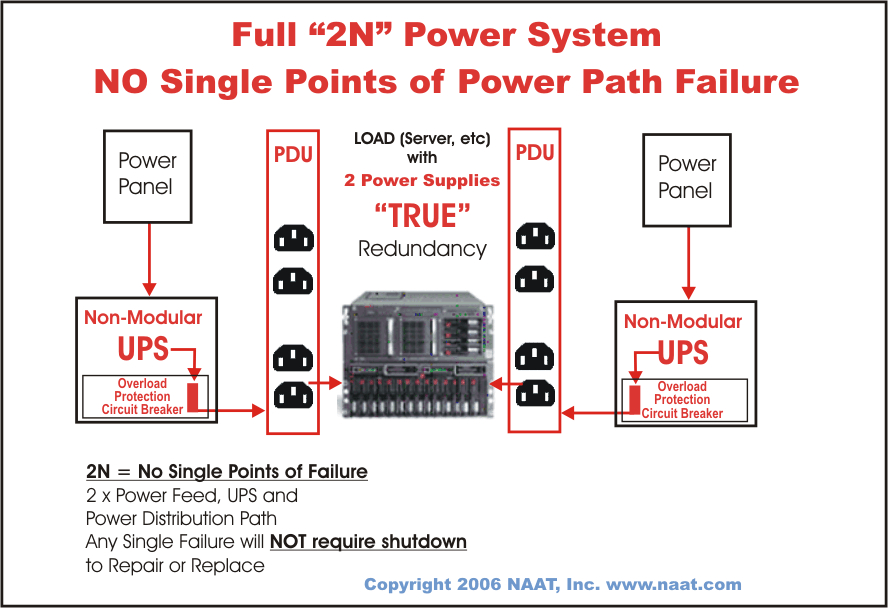 Full “2N” Power System
NO Single Points of Power Path Failure
Power
Panel
PDU
LOAD (Server, etc)
with
2 Power Supplies
“TRUE”
Redundancy
PDU
Power
Panel
Non-Modular
UPS
Overload
Protection
Circuit Breaker
Non-Modular
UPS
Overload
Protection
Circuit Breaker
2N = No Single Points of Failure
2 x Power Feed, UPS and
Power Distribution Path
Any Single Failure will NOT require shutdown
to Repair or Replace
Copyright 2006 NAAT, Inc. www.naat.com